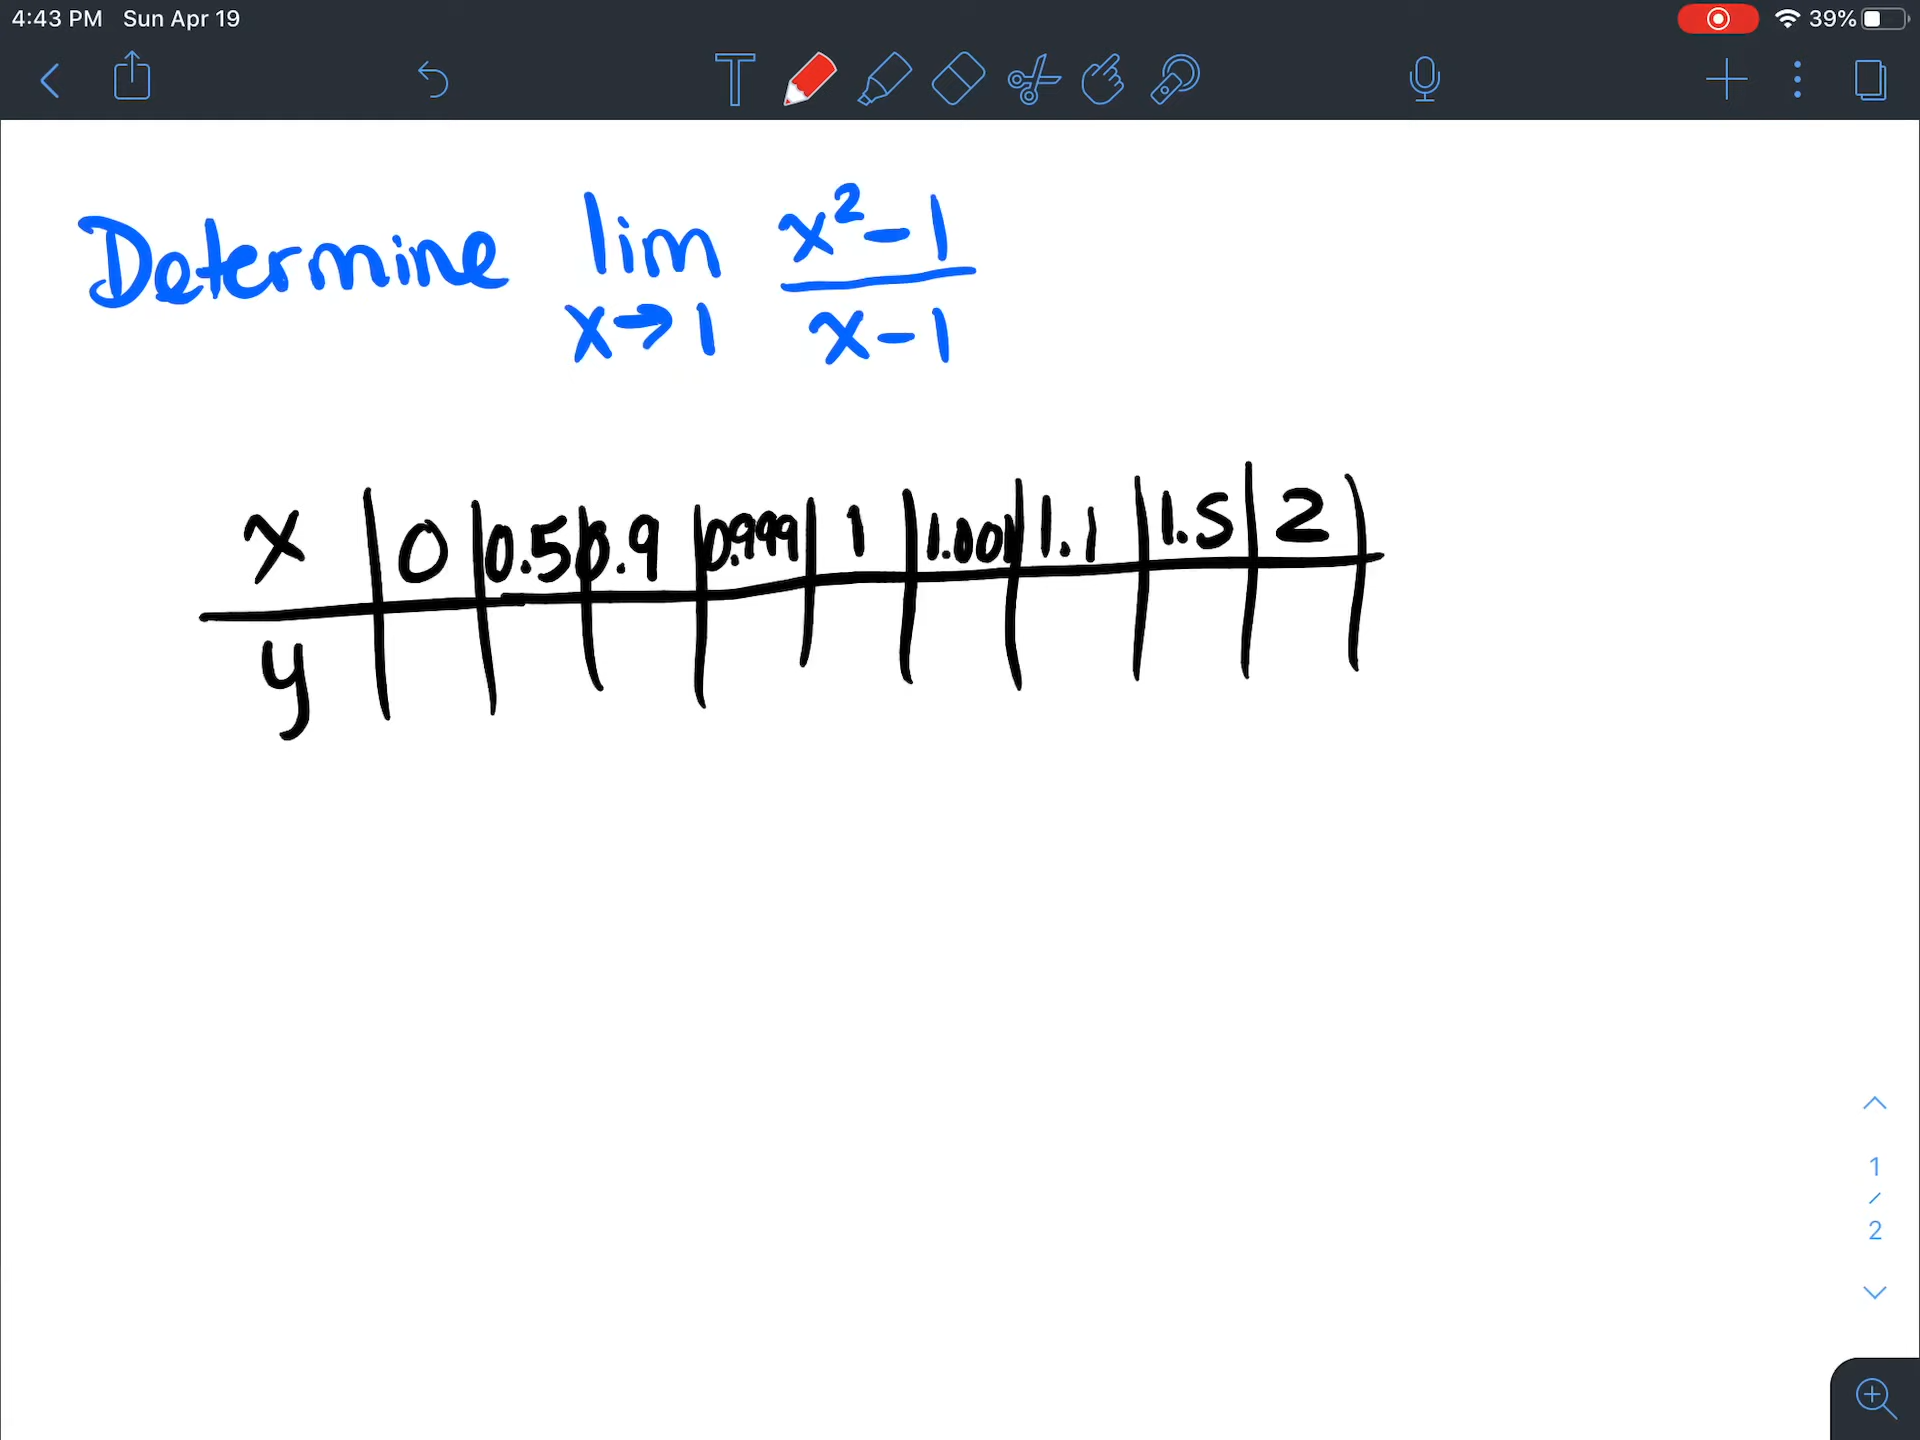 4:43 PM Sun Apr 19 39%
T
Determine lim x²-1
x→1 x-1
x 0 0.5 0.9 0.999 1 1.001 1.1 1.5 2
y
1
/
2